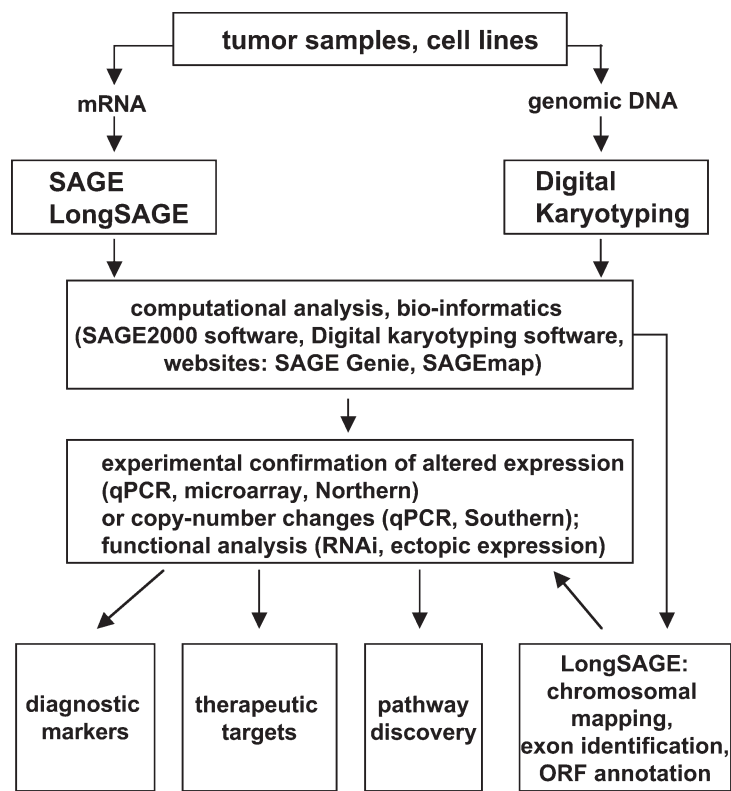 tumor samples, cell lines
mRNA
genomic DNA
SAGE
LongSAGE
Digital
Karyotyping
computational analysis, bio-informatics
(SAGE2000 software, Digital karyotyping software,
websites: SAGE Genie, SAGEmap)
experimental confirmation of altered expression
(qPCR, microarray, Northern)
or copy-number changes (qPCR, Southern);
functional analysis (RNAi, ectopic expression)
diagnostic
markers
therapeutic
targets
pathway
discovery
LongSAGE:
chromosomal
mapping,
exon identification,
ORF annotation